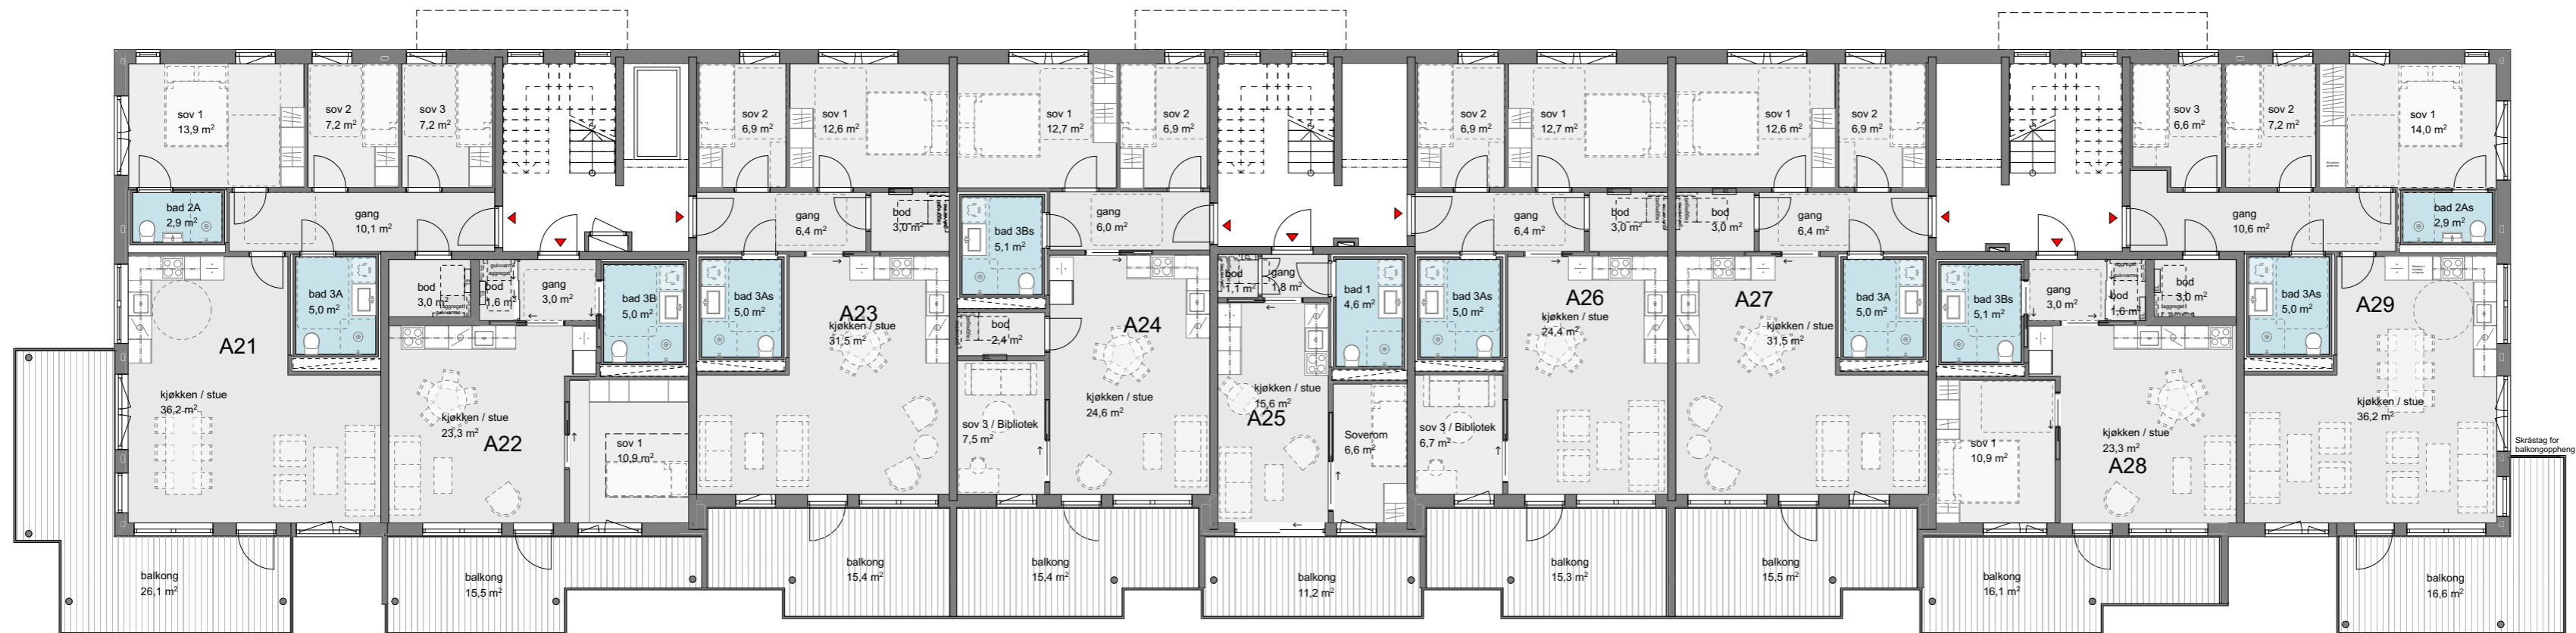 sov 1
13,9 m²
sov 2
7,2 m²
sov 3
7,2 m²
bad 2A
2,9 m²
gang
10,1 m²
bad 3A
5,0 m²
A21
kjøkken / stue
36,2 m²
balkong
26,1 m²
bod
3,0 m²
bod
1,6 m²
gang
3,0 m²
bad 3B
5,0 m²
kjøkken / stue
23,3 m²
A22
sov 1
10,9 m²
balkong
15,5 m²
sov 2
6,9 m²
sov 1
12,6 m²
gang
6,4 m²
bod
3,0 m²
bad 3As
5,0 m²
A23
kjøkken / stue
31,5 m²
balkong
15,4 m²
sov 1
12,7 m²
sov 2
6,9 m²
bad 3Bs
5,1 m²
gang
6,0 m²
bod
2,4 m²
A24
kjøkken / stue
24,6 m²
sov 3 / Bibliotek
7,5 m²
balkong
15,4 m²
bod
1,1 m²
gang
1,8 m²
bad 1
4,6 m²
kjøkken / stue
15,6 m²
A25
Soverom
6,6 m²
balkong
11,2 m²
sov 2
6,9 m²
sov 1
12,7 m²
gang
6,4 m²
bod
3,0 m²
bad 3As
5,0 m²
A26
kjøkken / stue
24,4 m²
sov 3 / Bibliotek
6,7 m²
balkong
15,3 m²
sov 1
12,6 m²
sov 2
6,9 m²
bod
3,0 m²
gang
6,4 m²
A27
kjøkken / stue
31,5 m²
bad 3A
5,0 m²
balkong
15,5 m²
bad 3Bs
5,1 m²
gang
3,0 m²
bod
1,6 m²
bod
3,0 m²
sov 1
10,9 m²
kjøkken / stue
23,3 m²
A28
balkong
16,1 m²
sov 3
6,6 m²
sov 2
7,2 m²
sov 1
14,0 m²
gang
10,6 m²
bad 2As
2,9 m²
bad 3As
5,0 m²
A29
kjøkken / stue
36,2 m²
Skråstag for
balkongoppheng
balkong
16,6 m²